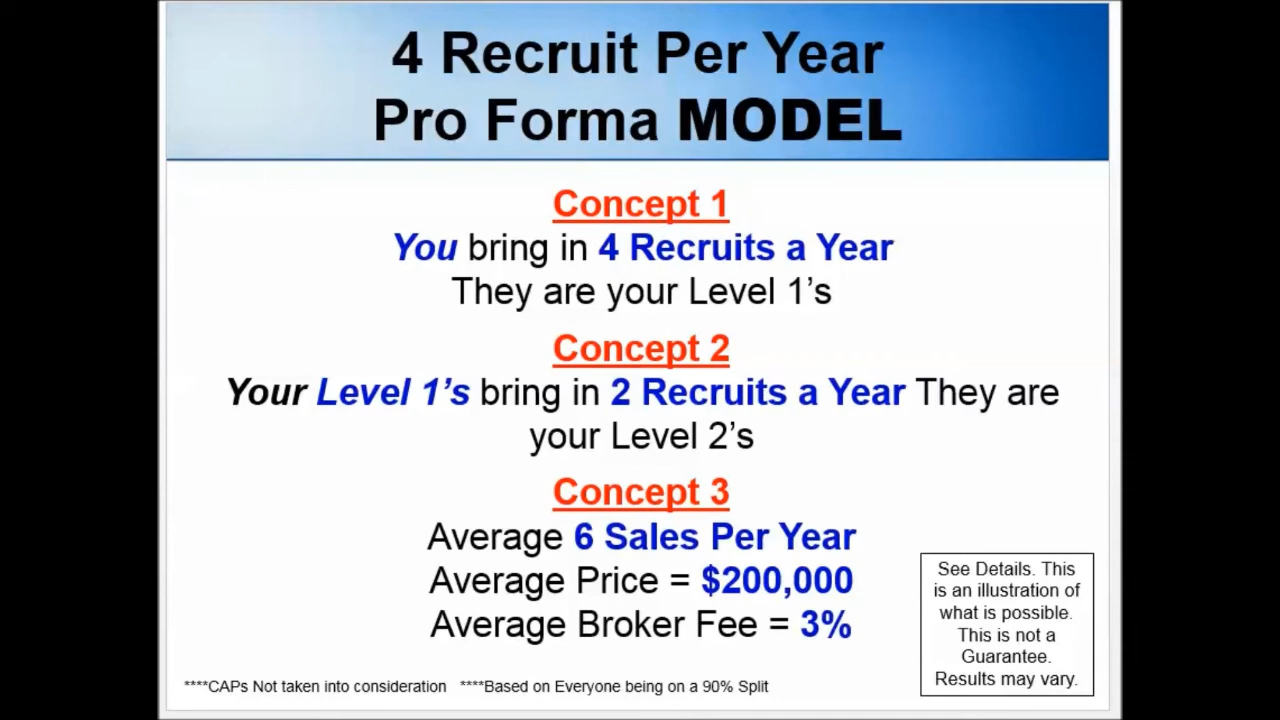 4 Recruit Per Year
Pro Forma MODEL
Concept 1
You bring in 4 Recruits a Year
They are your Level 1's
Concept 2
Your Level 1's bring in 2 Recruits a Year They are
your Level 2's
Concept 3
Average 6 Sales Per Year
Average Price = $200,000
Average Broker Fee = 3%
See Details. This
is an illustration of
what is possible.
This is not a
Guarantee.
Results may vary.
****CAPs Not taken into consideration ****Based on Everyone being on a 90% Split